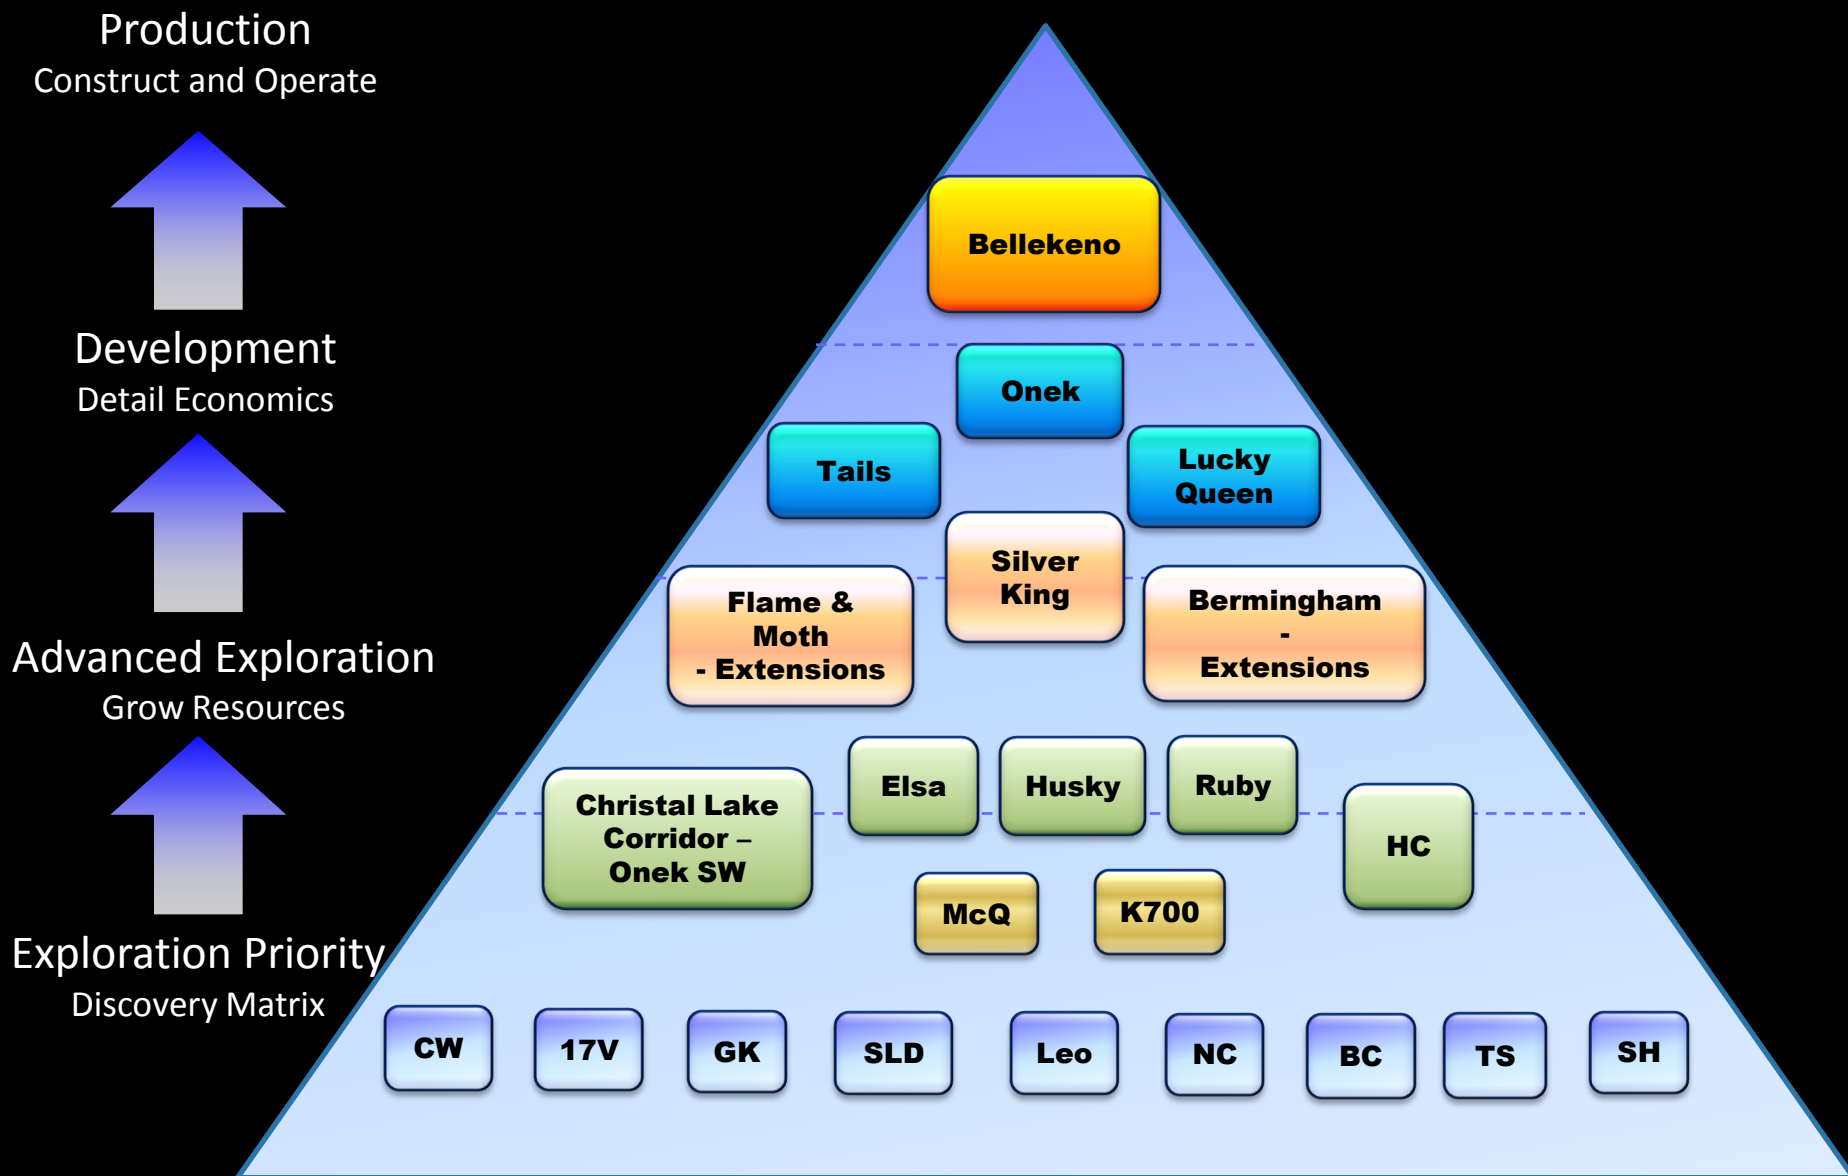 Production
Construct and Operate
Development
Detail Economics
Advanced Exploration
Grow Resources
Exploration Priority
Discovery Matrix
Bellekeno
Onek
Tails
Lucky
Queen
Silver
King
Flame &
Moth
- Extensions
Bermingham
-
Extensions
Elsa
Husky
Ruby
Christal Lake
Corridor –
Onek SW
HC
McQ
K700
CW
17V
GK
SLD
Leo
NC
BC
TS
SH